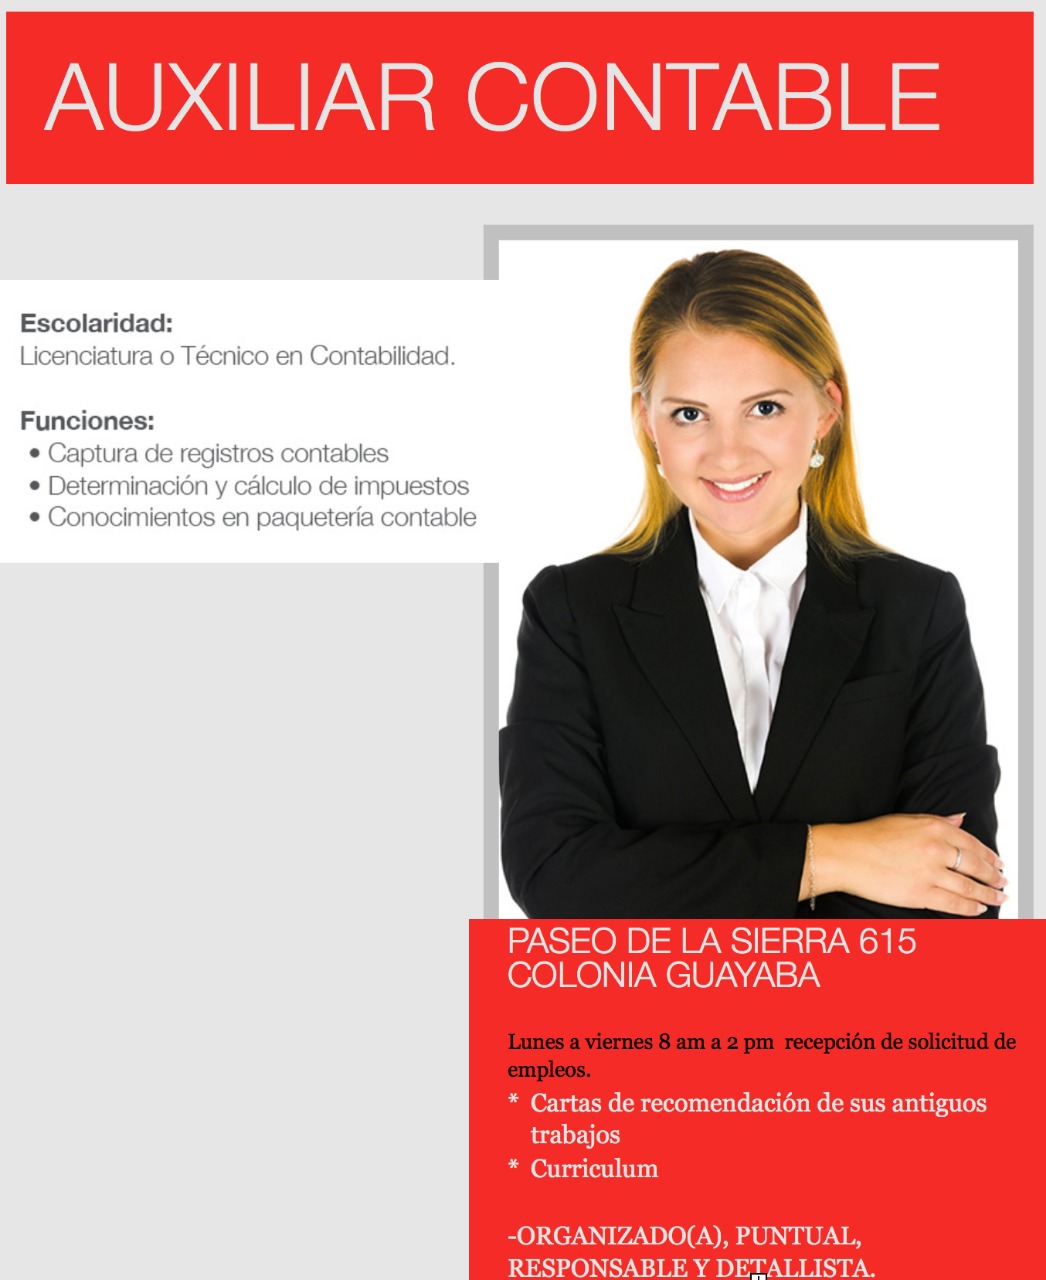 AUXILIAR CONTABLE
Escolaridad:
Licenciatura o Técnico en Contabilidad.
Funciones:
• Captura de registros contables
• Determinación y cálculo de impuestos
• Conocimientos en paquetería contable
PASEO DE LA SIERRA 615
COLONIA GUAYABA
Lunes a viernes 8 am a 2 pm  recepción de solicitud de
empleos.
* Cartas de recomendación de sus antiguos
trabajos
* Curriculum
-ORGANIZADO(A), PUNTUAL,
RESPONSABLE Y DETALLISTA.